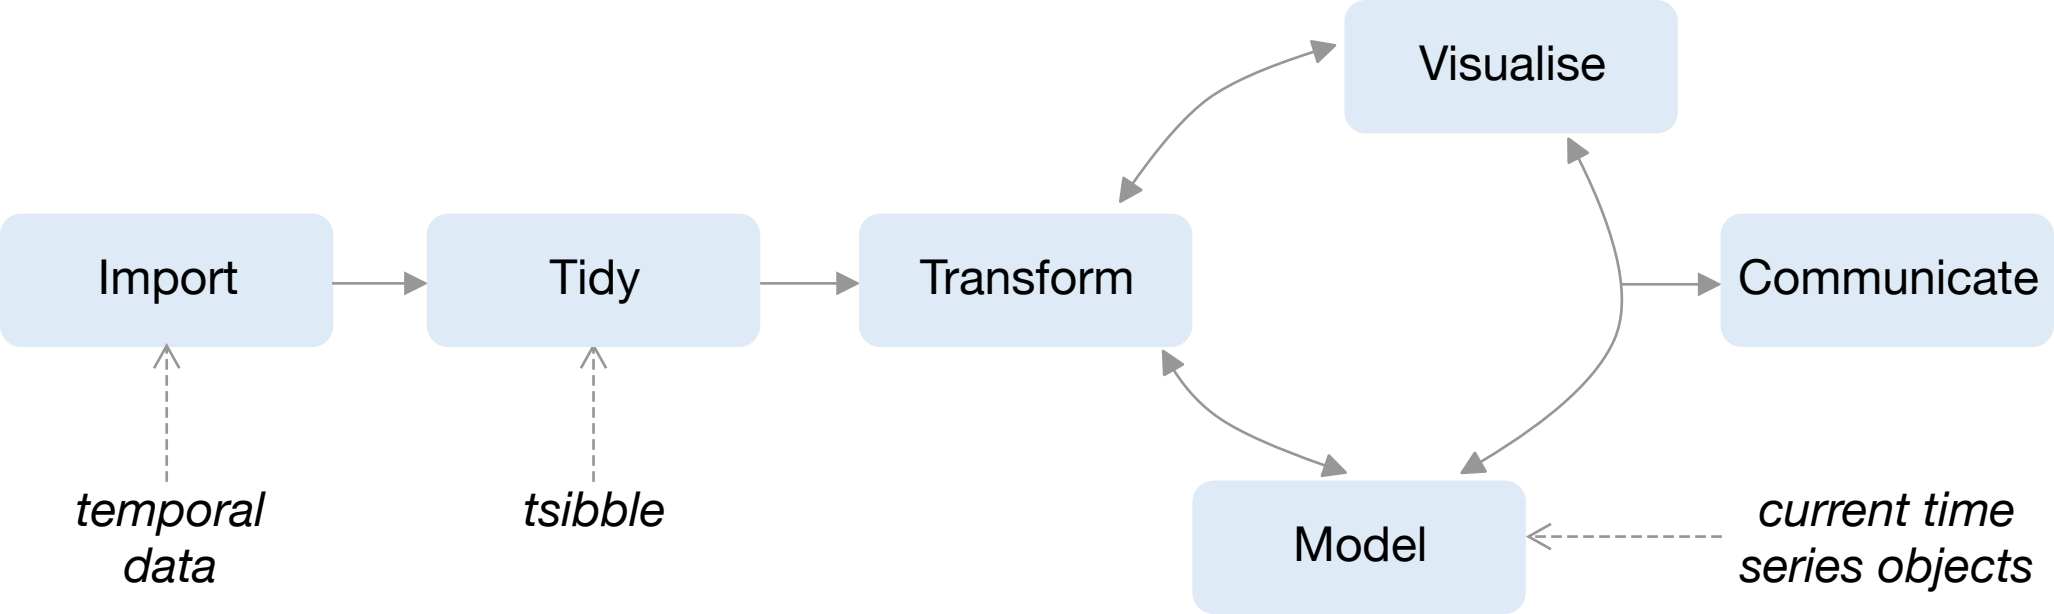 Visualise
Import
Tidy
Transform
Communicate
temporal
data
tsibble
Model
current time
series objects